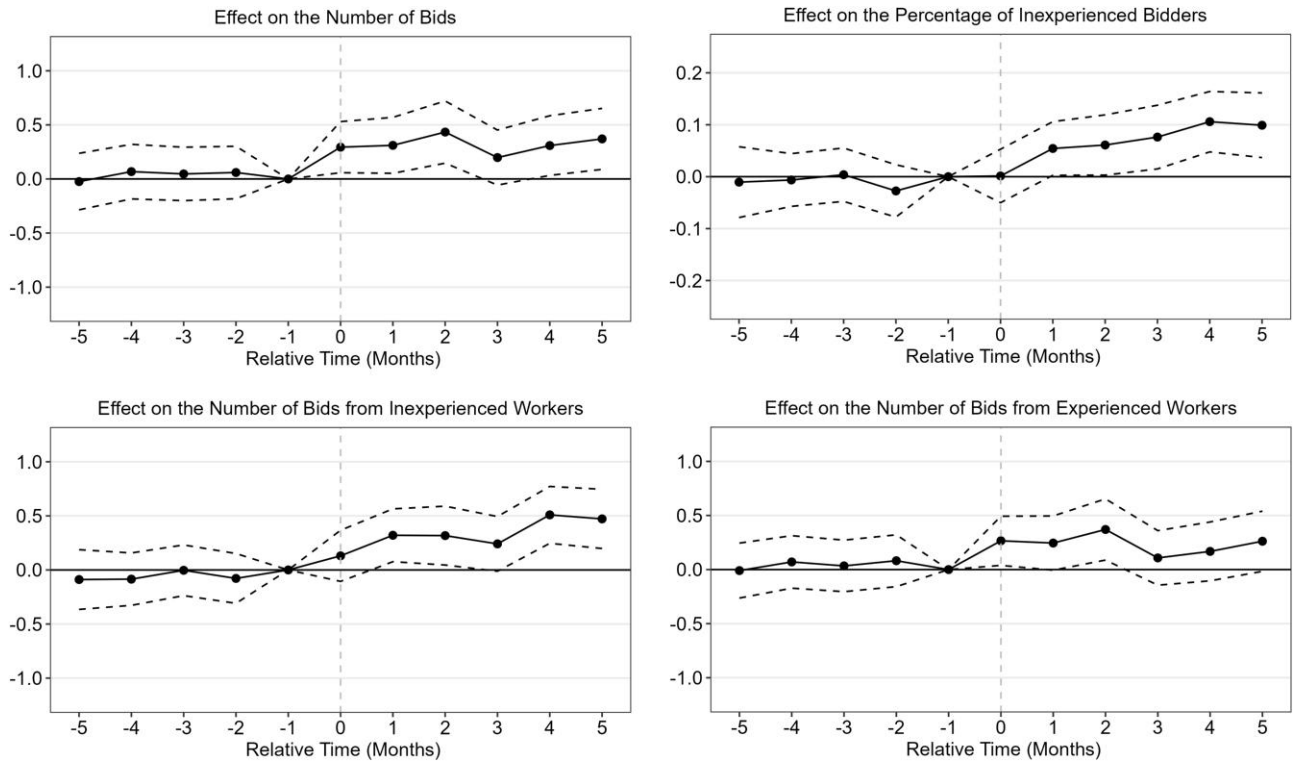 Effect on the Number of Bids
1.0
0.5
0.0
-0.5
-1.0
-5 -4 -3 -2 -1 0 1 2 3 4 5
Relative Time (Months)
Effect on the Percentage of Inexperienced Bidders
0.2
0.1
0.0
-0.1
-0.2
-5 -4 -3 -2 -1 0 1 2 3 4 5
Relative Time (Months)
Effect on the Number of Bids from Inexperienced Workers
1.0
0.5
0.0
-0.5
-1.0
-5 -4 -3 -2 -1 0 1 2 3 4 5
Relative Time (Months)
Effect on the Number of Bids from Experienced Workers
1.0
0.5
0.0
-0.5
-1.0
-5 -4 -3 -2 -1 0 1 2 3 4 5
Relative Time (Months)